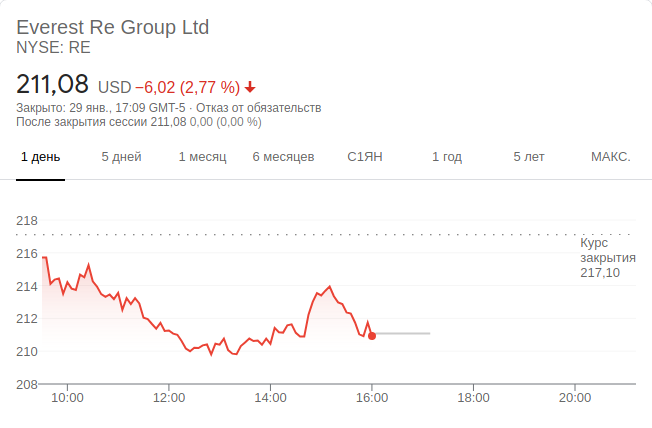 Everest Re Group Ltd
NYSE: RE
211,08 USD −6,02 (2,77 %)
Закрыто: 29 янв., 17:09 GMT-5 · Отказ от обязательств
После закрытия сессии 211,08 0,00 (0,00 %)
1 день 5 дней 1 месяц 6 месяцев С1ЯН 1 год 5 лет МАКС.
218
216
214
212
210
208
Курс
закрытия
217,10
10:00 12:00 14:00 16:00 18:00 20:00